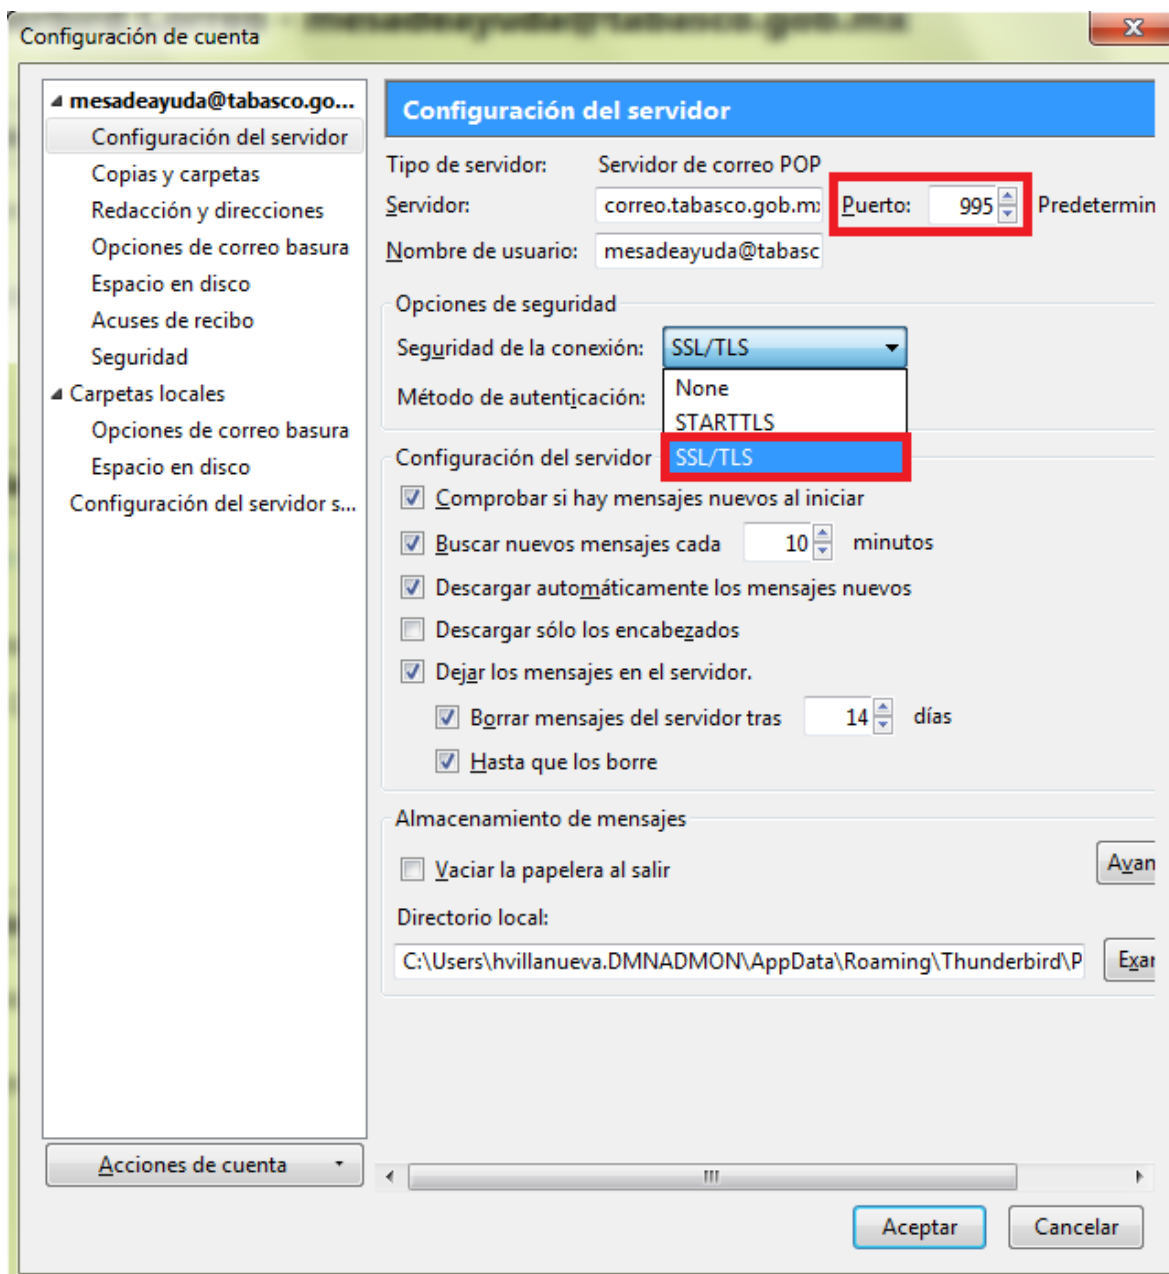 Configuración de cuenta
mesadeayuda@tabasco.go...
Configuración del servidor
Copias y carpetas
Redacción y direcciones
Opciones de correo basura
Espacio en disco
Acuses de recibo
Seguridad
Carpetas locales
Opciones de correo basura
Espacio en disco
Configuración del servidor s...
Acciones de cuenta
Configuración del servidor
Tipo de servidor: Servidor de correo POP
Servidor: correo.tabasco.gob.m Puerto: 995 Predetermin
Nombre de usuario: mesadeayuda@tabasc
Opciones de seguridad
Seguridad de la conexión: SSL/TLS
None
Método de autenticación:
STARTTLS
SSL/TLS
Configuración del servidor
Comprobar si hay mensajes nuevos al iniciar
Buscar nuevos mensajes cada 10 minutos
Descargar automáticamente los mensajes nuevos
Descargar sólo los encabezados
Dejar los mensajes en el servidor.
Borrar mensajes del servidor tras 14 días
Hasta que los borre
Almacenamiento de mensajes
Vaciar la papelera al salir
Avan
Directorio local:
C:\Users\hvillanueva.DMNADMON\AppData\Roaming\Thunderbird\P Exar
Aceptar Cancelar